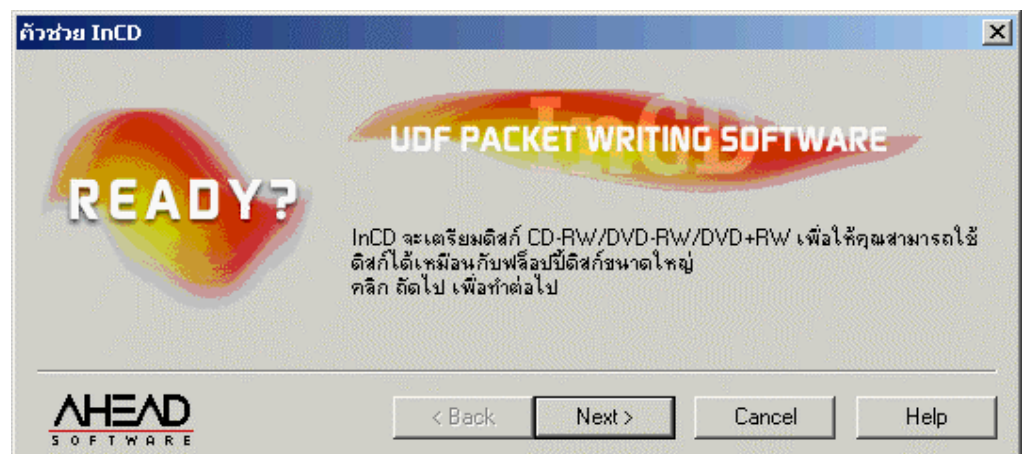 ตัวช่วย InCD
InCD
UDF PACKET WRITING SOFTWARE
READY?
InCD จะเตรียมดิสก์ CD-RW/DVD-RW/DVD+RW เพื่อให้คุณสามารถใช้
ดิสก์ได้เหมือนกับฟล็อปปี้ดิสก์ขนาดใหญ่
คลิก ถัดไป เพื่อทำต่อไป
AHEAD
SOFTWARE
< Back Next > Cancel Help